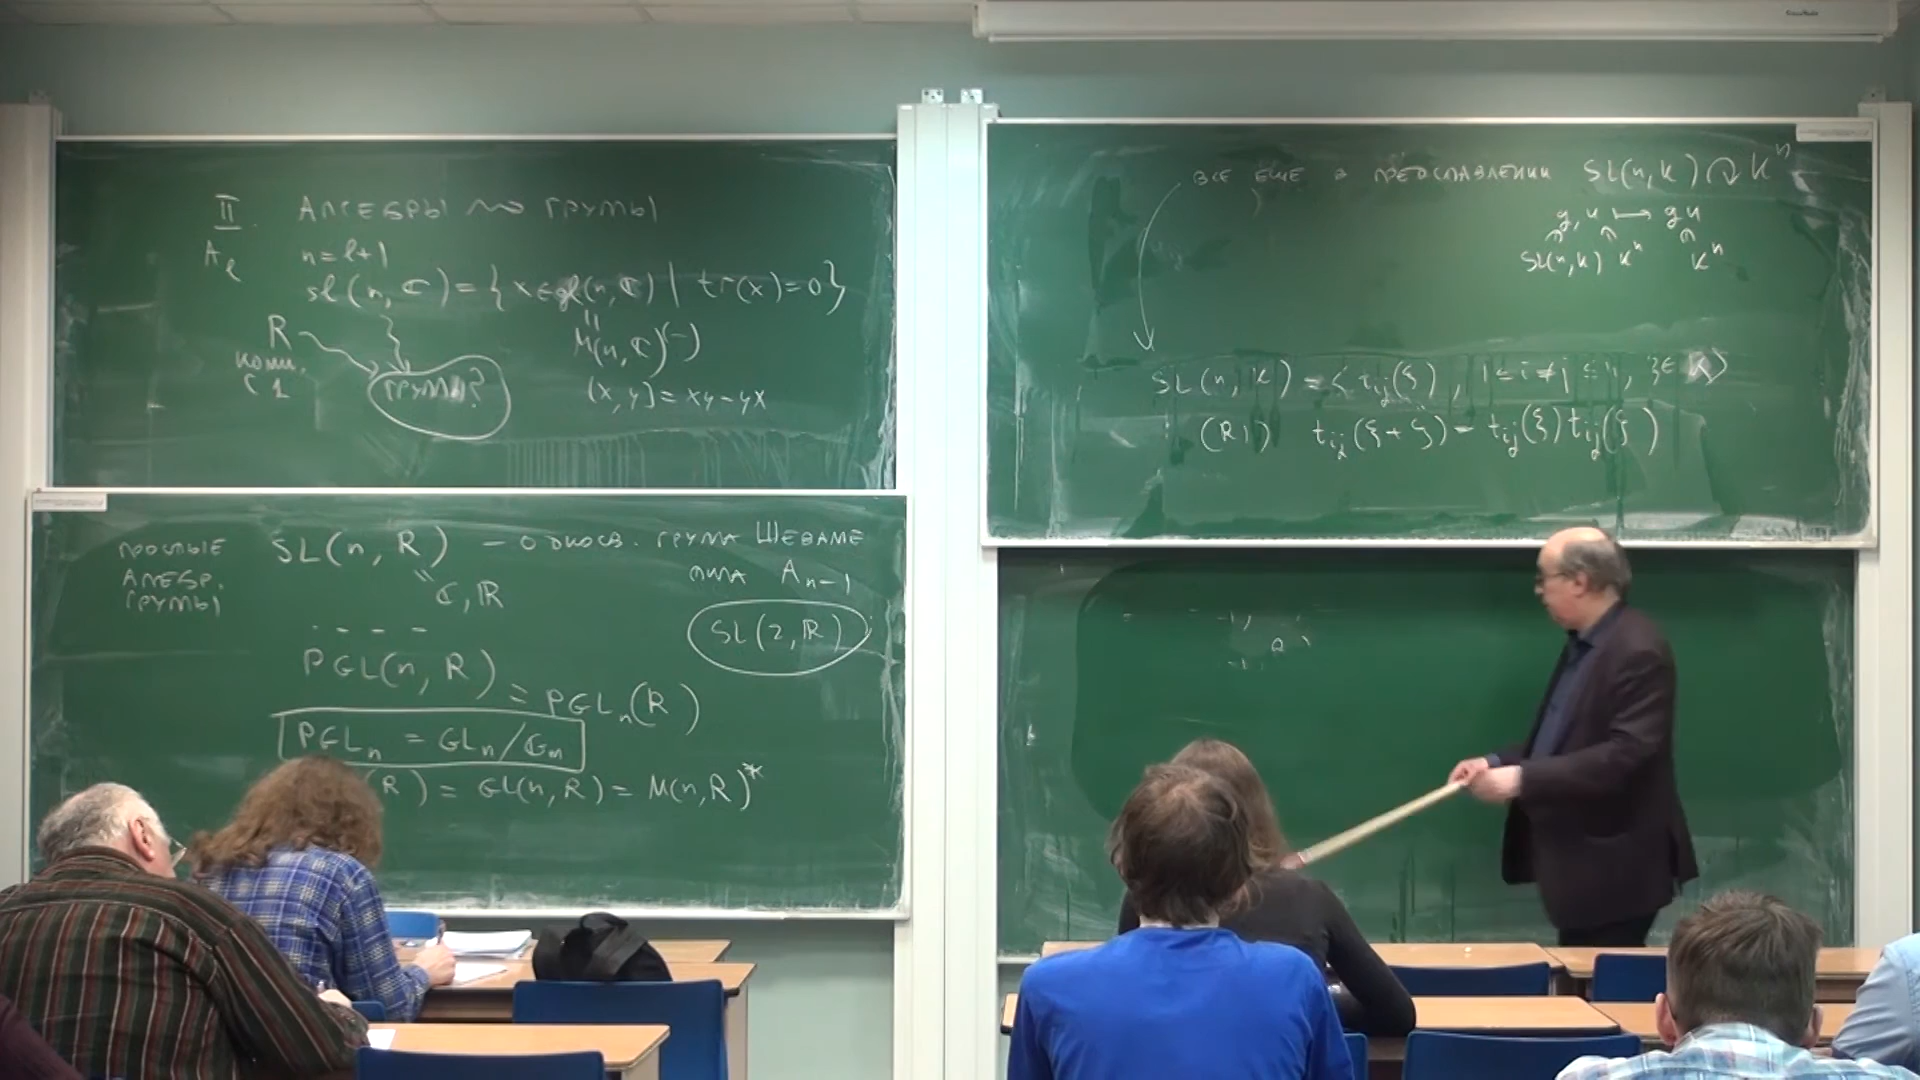 II. АЛГЕБРЫ → ГРУППЫ
A_ℓ n=ℓ+1
sl(n, ℂ) = { x∈gl(n, ℂ) | tr(x)=0 }
R
комм.
с 1
ГРУППЫ?
M(n, ℂ)^(-)
[x, y] = xy - yx
ПРОСТЫЕ
АЛГЕБР.
ГРУППЫ
SL(n, R) — ОДНОСВ. ГРУППА ШЕВАЛЛЕ
ТИПА A_{n-1}
ℂ, ℝ
SL(2, ℝ)
- - - -
PGL(n, R) = PGL_n(R)
PGL_n = GL_n/G_m
R) = GL(n, R) = M(n, R)*
ВСЕ ЕЩЕ В ПРЕДСТАВЛЕНИИ SL(n, K) ↷ K^n
g, u ↦ gu
SL(n, K) K^n K^n
SL(n, K) = < t_ij(ξ), 1 ≤ i ≠ j ≤ n, ξ ∈ K >
(R1) t_ij(ξ + ζ) = t_ij(ξ) t_ij(ζ)